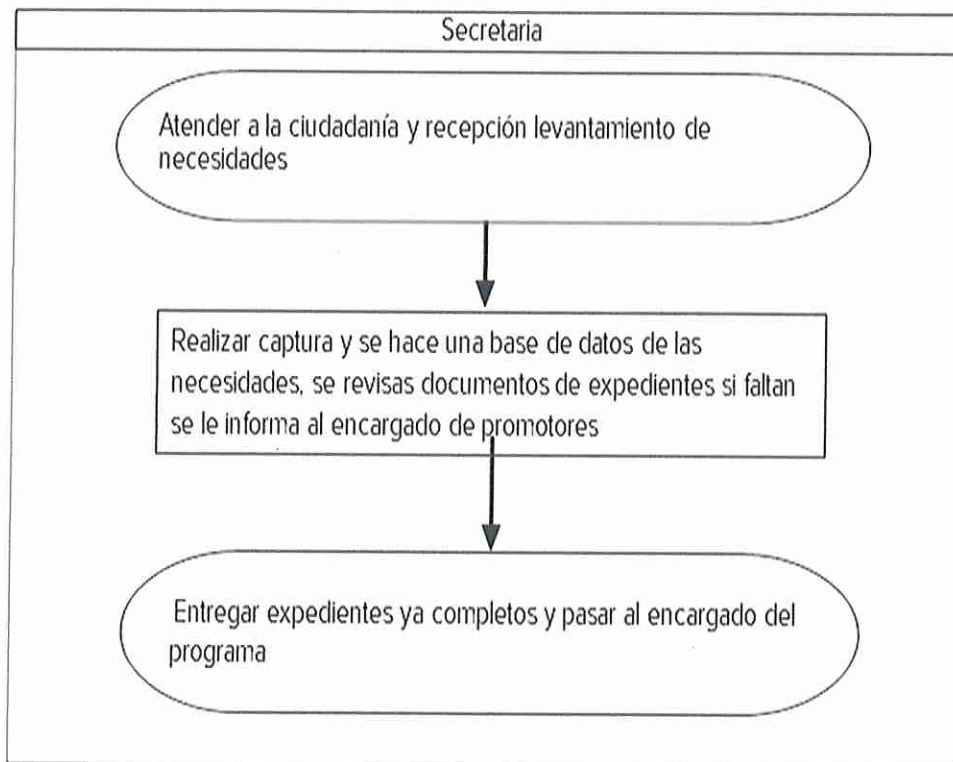 Secretaria
Atender a la ciudadanía y recepción levantamiento de
necesidades
Realizar captura y se hace una base de datos de las
necesidades, se revisas documentos de expedientes si faltan
se le informa al encargado de promotores
Entregar expedientes ya completos y pasar al encargado del
programa